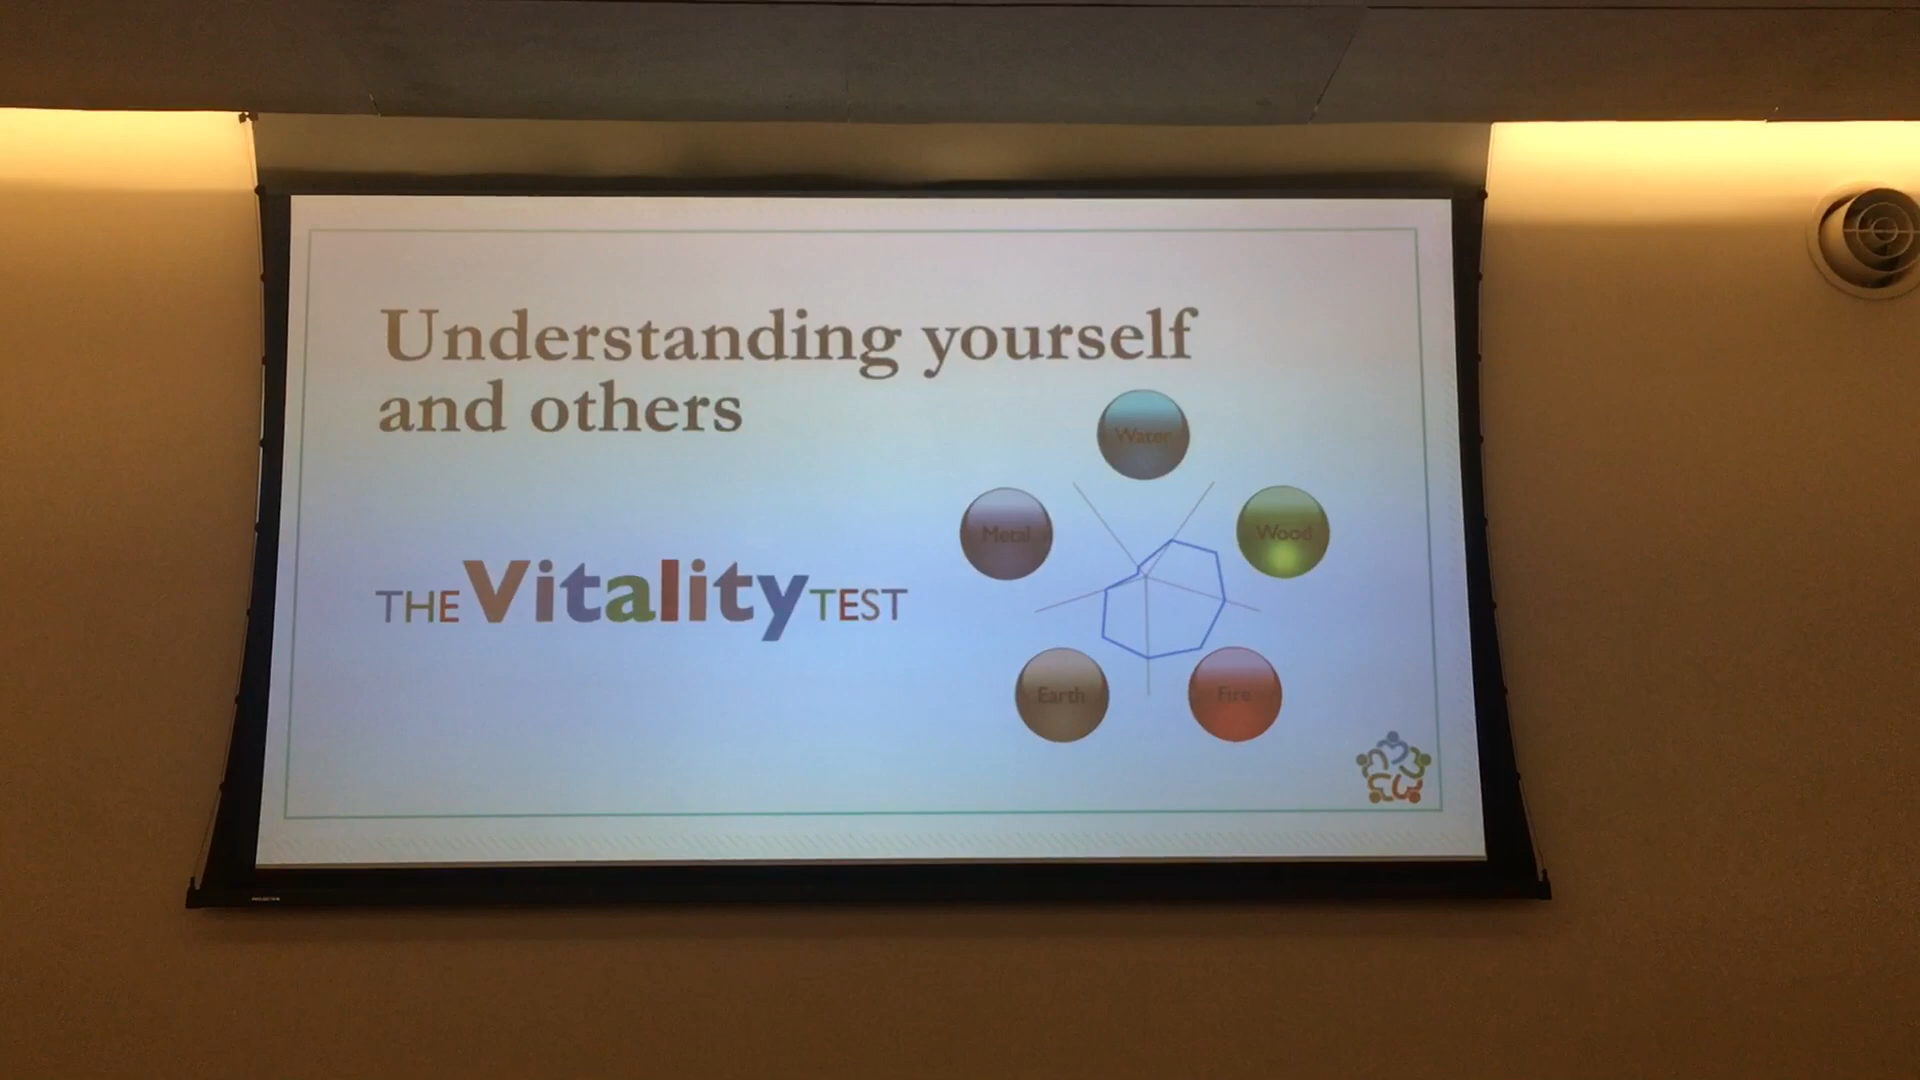 Understanding yourself
and others
Water
Metal
Wood
THE Vitality TEST
Earth
Fire